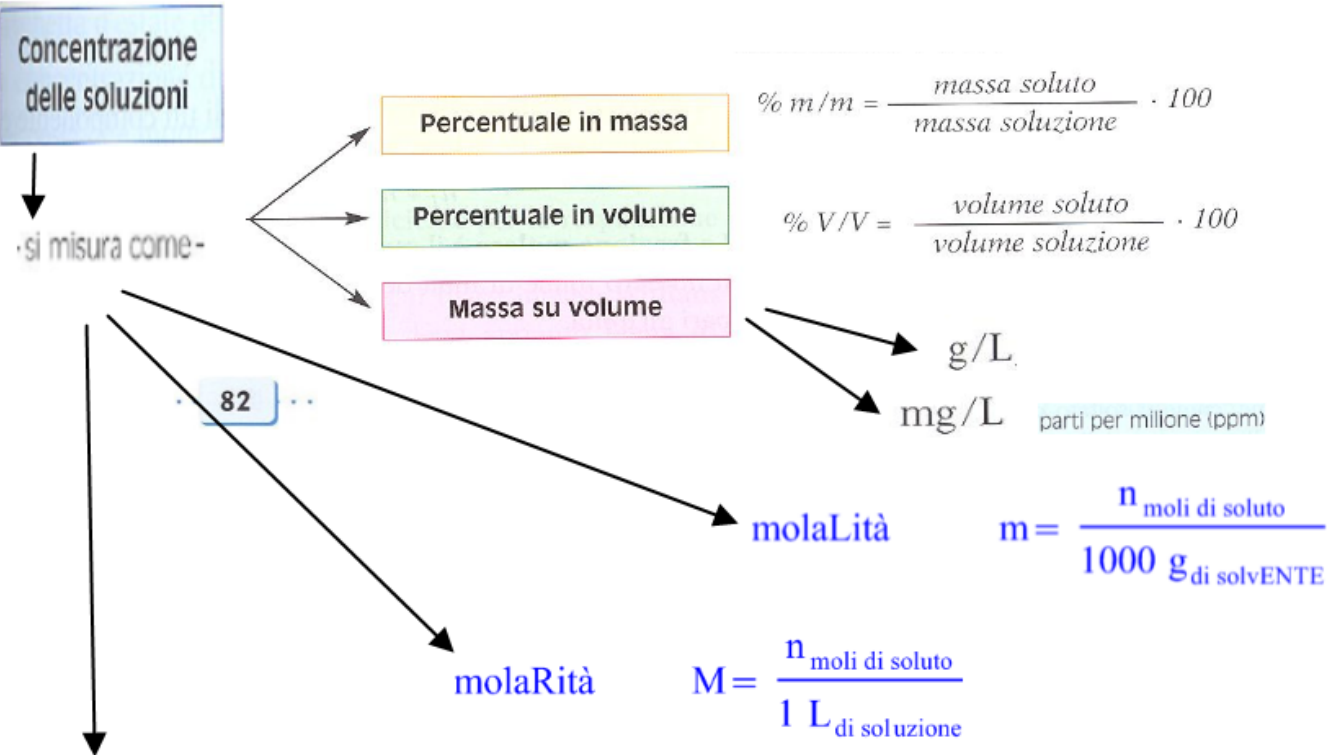 Concentrazione
delle soluzioni
·si misura come-
Percentuale in massa
% m/m = massa soluto / massa soluzione · 100
Percentuale in volume
% V/V = volume soluto / volume soluzione · 100
Massa su volume
g/L
mg/L parti per milione (ppm)
82
molaLità m= n moli di soluto / 1000 g di solvENTE
molaRità M= n moli di soluto / 1 L di soluzione